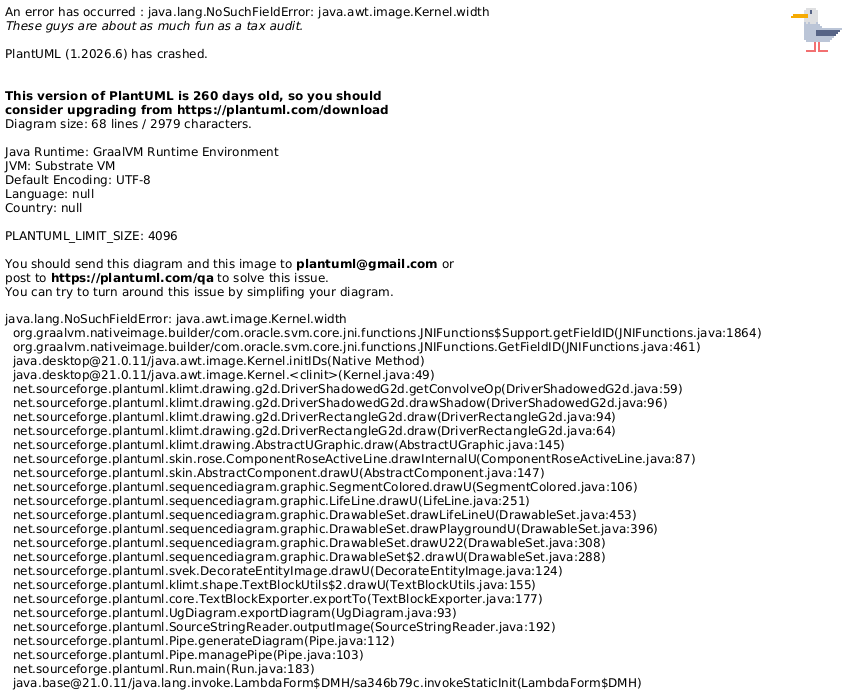 An error has occurred : java.lang.NoSuchFieldError: java.awt.image.Kernel.width
These guys are about as much fun as a tax audit.
PlantUML (1.2026.6) has crashed.
This version of PlantUML is 260 days old, so you should
consider upgrading from https://plantuml.com/download
Diagram size: 68 lines / 2979 characters.
Java Runtime: GraalVM Runtime Environment
JVM: Substrate VM
Default Encoding: UTF-8
Language: null
Country: null
PLANTUML_LIMIT_SIZE: 4096
You should send this diagram and this image to plantuml@gmail.com or
post to https://plantuml.com/qa to solve this issue.
You can try to turn around this issue by simplifing your diagram.
java.lang.NoSuchFieldError: java.awt.image.Kernel.width
org.graalvm.nativeimage.builder/com.oracle.svm.core.jni.functions.JNIFunctions$Support.getFieldID(JNIFunctions.java:1864)
org.graalvm.nativeimage.builder/com.oracle.svm.core.jni.functions.JNIFunctions.GetFieldID(JNIFunctions.java:461)
java.desktop@21.0.11/java.awt.image.Kernel.initIDs(Native Method)
java.desktop@21.0.11/java.awt.image.Kernel.<clinit>(Kernel.java:49)
net.sourceforge.plantuml.klimt.drawing.g2d.DriverShadowedG2d.getConvolveOp(DriverShadowedG2d.java:59)
net.sourceforge.plantuml.klimt.drawing.g2d.DriverShadowedG2d.drawShadow(DriverShadowedG2d.java:96)
net.sourceforge.plantuml.klimt.drawing.g2d.DriverRectangleG2d.draw(DriverRectangleG2d.java:94)
net.sourceforge.plantuml.klimt.drawing.g2d.DriverRectangleG2d.draw(DriverRectangleG2d.java:64)
net.sourceforge.plantuml.klimt.drawing.AbstractUGraphic.draw(AbstractUGraphic.java:145)
net.sourceforge.plantuml.skin.rose.ComponentRoseActiveLine.drawInternalU(ComponentRoseActiveLine.java:87)
net.sourceforge.plantuml.skin.AbstractComponent.drawU(AbstractComponent.java:147)
net.sourceforge.plantuml.sequencediagram.graphic.SegmentColored.drawU(SegmentColored.java:106)
net.sourceforge.plantuml.sequencediagram.graphic.LifeLine.drawU(LifeLine.java:251)
net.sourceforge.plantuml.sequencediagram.graphic.DrawableSet.drawLifeLineU(DrawableSet.java:453)
net.sourceforge.plantuml.sequencediagram.graphic.DrawableSet.drawPlaygroundU(DrawableSet.java:396)
net.sourceforge.plantuml.sequencediagram.graphic.DrawableSet.drawU22(DrawableSet.java:308)
net.sourceforge.plantuml.sequencediagram.graphic.DrawableSet$2.drawU(DrawableSet.java:288)
net.sourceforge.plantuml.svek.DecorateEntityImage.drawU(DecorateEntityImage.java:124)
net.sourceforge.plantuml.klimt.shape.TextBlockUtils$2.drawU(TextBlockUtils.java:155)
net.sourceforge.plantuml.core.TextBlockExporter.exportTo(TextBlockExporter.java:177)
net.sourceforge.plantuml.UgDiagram.exportDiagram(UgDiagram.java:93)
net.sourceforge.plantuml.SourceStringReader.outputImage(SourceStringReader.java:192)
net.sourceforge.plantuml.Pipe.generateDiagram(Pipe.java:112)
net.sourceforge.plantuml.Pipe.managePipe(Pipe.java:103)
net.sourceforge.plantuml.Run.main(Run.java:183)
java.base@21.0.11/java.lang.invoke.LambdaForm$DMH/sa346b79c.invokeStaticInit(LambdaForm$DMH)